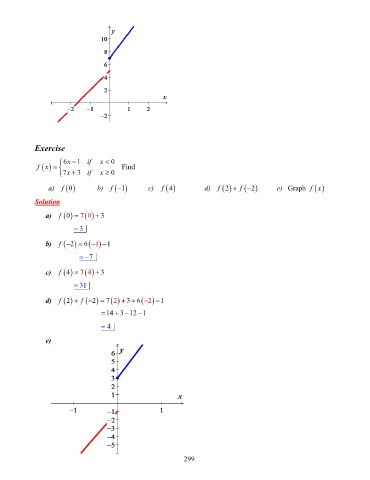 y
10
8
6
4
2
x
−2 −1 1 2
−2
Exercise
f(x) = { 6x − 1 if x < 0
7x + 3 if x ≥ 0 Find
a) f(0) b) f(−1) c) f(4) d) f(2) + f(−2) e) Graph f(x)
Solution
a) f(0) = 7(0) + 3
= 3
b) f(−2) = 6(−1) − 1
= −7
c) f(4) = 7(4) + 3
= 31
d) f(2) + f(−2) = 7(2) + 3 + 6(−2) − 1
= 14 + 3 − 12 − 1
= 4
e)
y
6
5
4
3
2
1
x
−1 1
−1
−2
−3
−4
−5
299